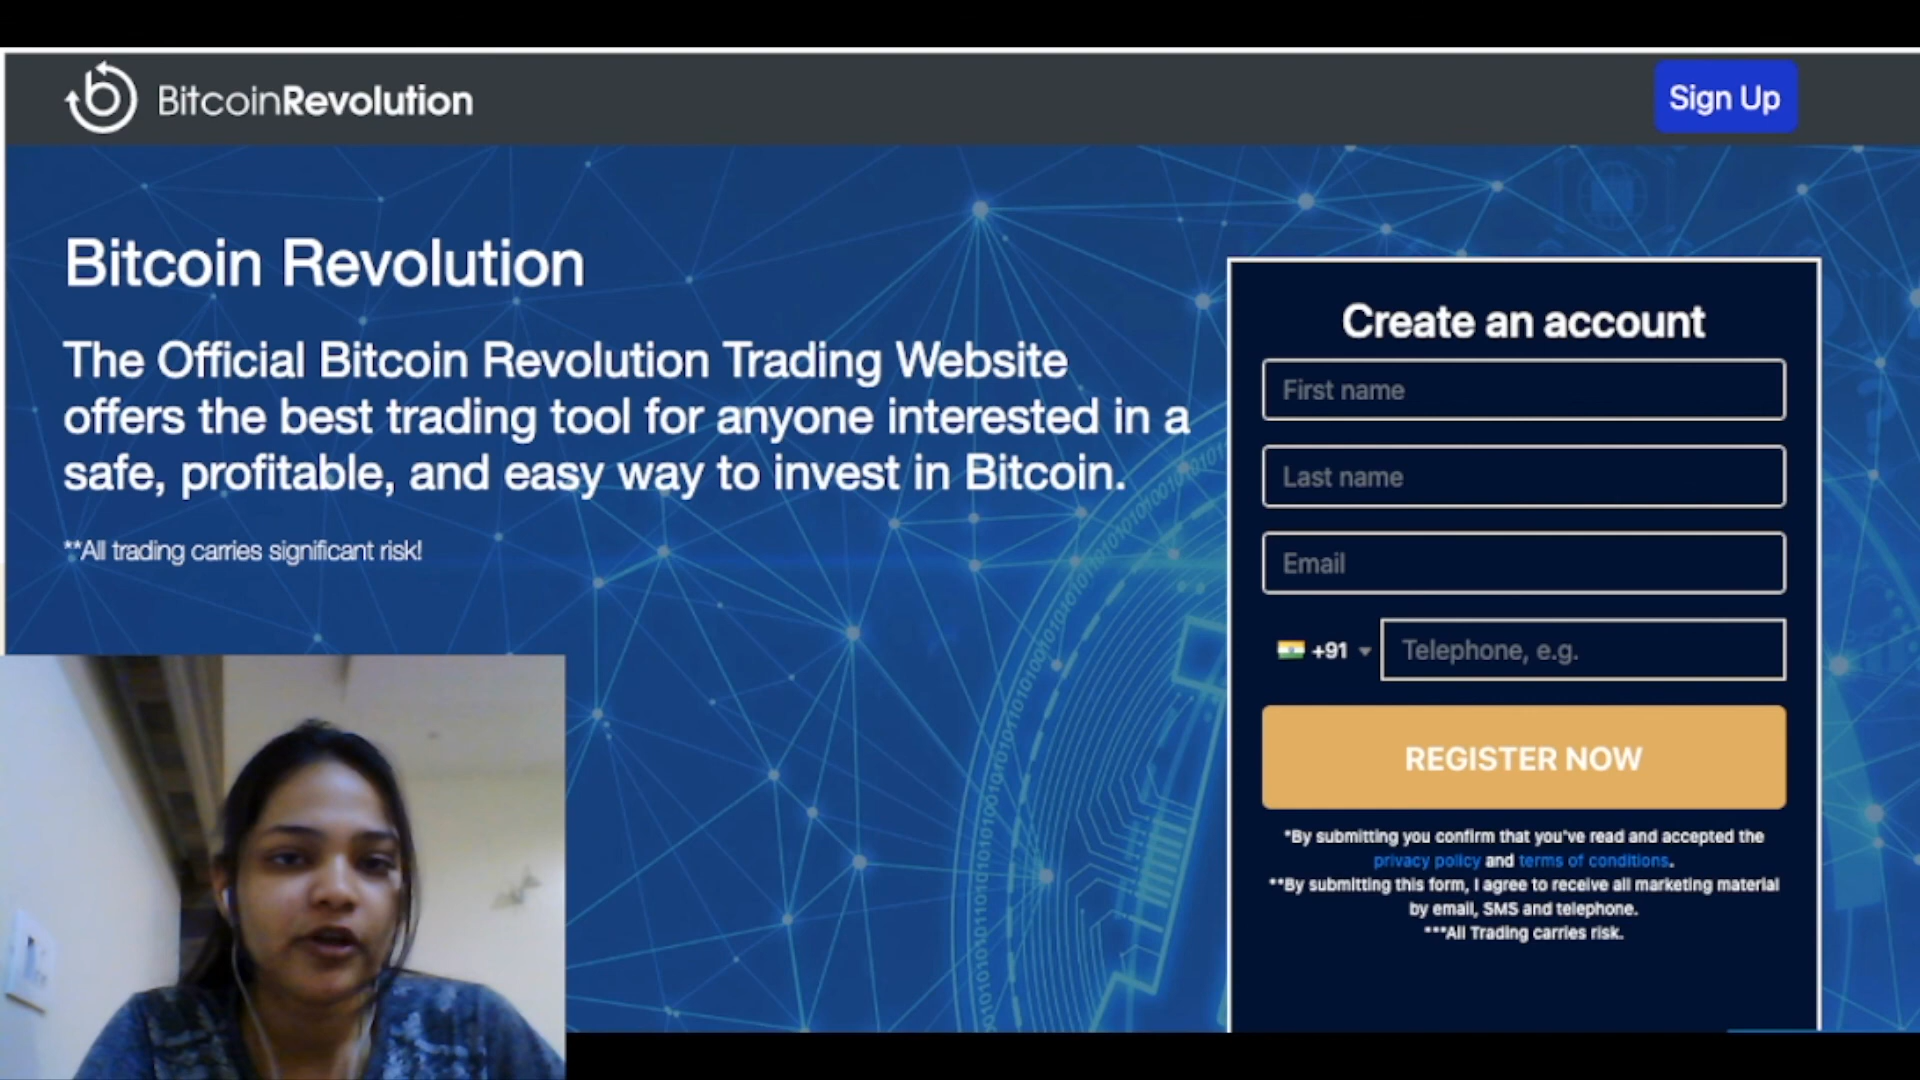 BitcoinRevolution
Sign Up
Bitcoin Revolution
The Official Bitcoin Revolution Trading Website
offers the best trading tool for anyone interested in a
safe, profitable, and easy way to invest in Bitcoin.
**All trading carries significant risk!
Create an account
First name
Last name
Email
+91
Telephone, e.g.
REGISTER NOW
*By submitting you confirm that you've read and accepted the
privacy policy and terms of conditions.
**By submitting this form, I agree to receive all marketing material
by email, SMS and telephone.
***All Trading carries risk.